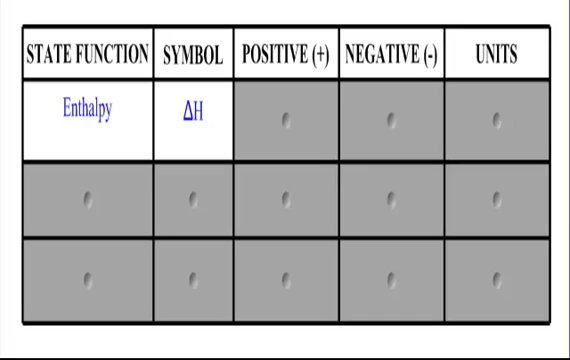 STATE FUNCTION SYMBOL POSITIVE (+) NEGATIVE (-) UNITS
Enthalpy ΔH